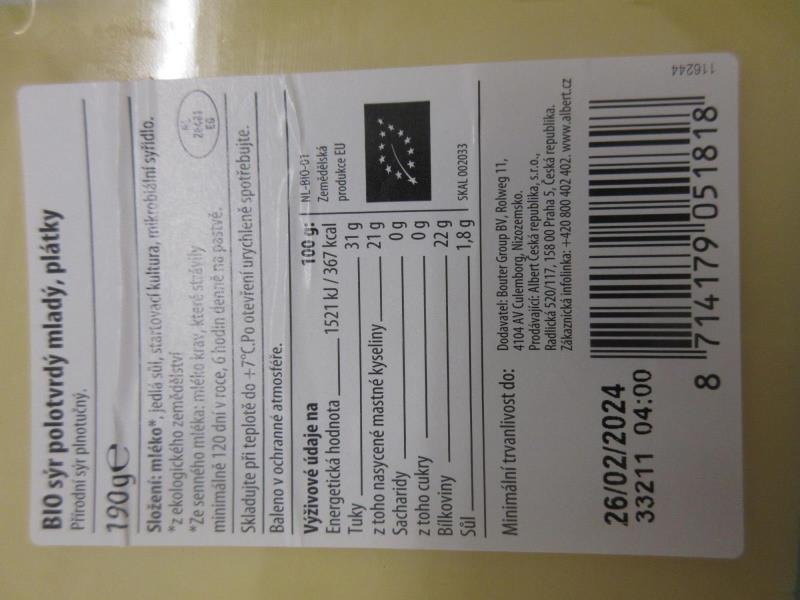 BIO sýr polotvrdý mladý, plátky
Přírodní sýr plnotučný.
190g℮
Složení: mléko*, jedlá sůl, startovací kultura, mikrobiální syřidlo.
*z ekologického zemědělství
*Ze senného mléka: mléko krav, které strávily
minimálně 120 dní v roce, 6 hodin denně na pastvě.
NL
EG
Skladujte při teplotě do +7°C.Po otevření urychleně spotřebujte.
Baleno v ochranné atmosféře.
Výživové údaje na 100 g:
Energetická hodnota 1521 kJ / 367 kcal
Tuky 31 g
z toho nasycené mastné kyseliny 21 g
Sacharidy 0 g
z toho cukry 0 g
Bílkoviny 22 g
Sůl 1,8 g
NL-BIO-01
Zemědělská
produkce EU
SKAL 002033
Minimální trvanlivost do:
26/02/2024
33211 04:00
Dodavatel: Bouter Group BV, Rolweg 11,
4104 AV Culemborg, Nizozemsko.
Prodávající: Albert Česká republika, s.r.o.,
Radlická 520/117, 158 00 Praha 5, Česká republika.
Zákaznická infolinka: +420 800 402 402. www.albert.cz
8 714179 051818
116244